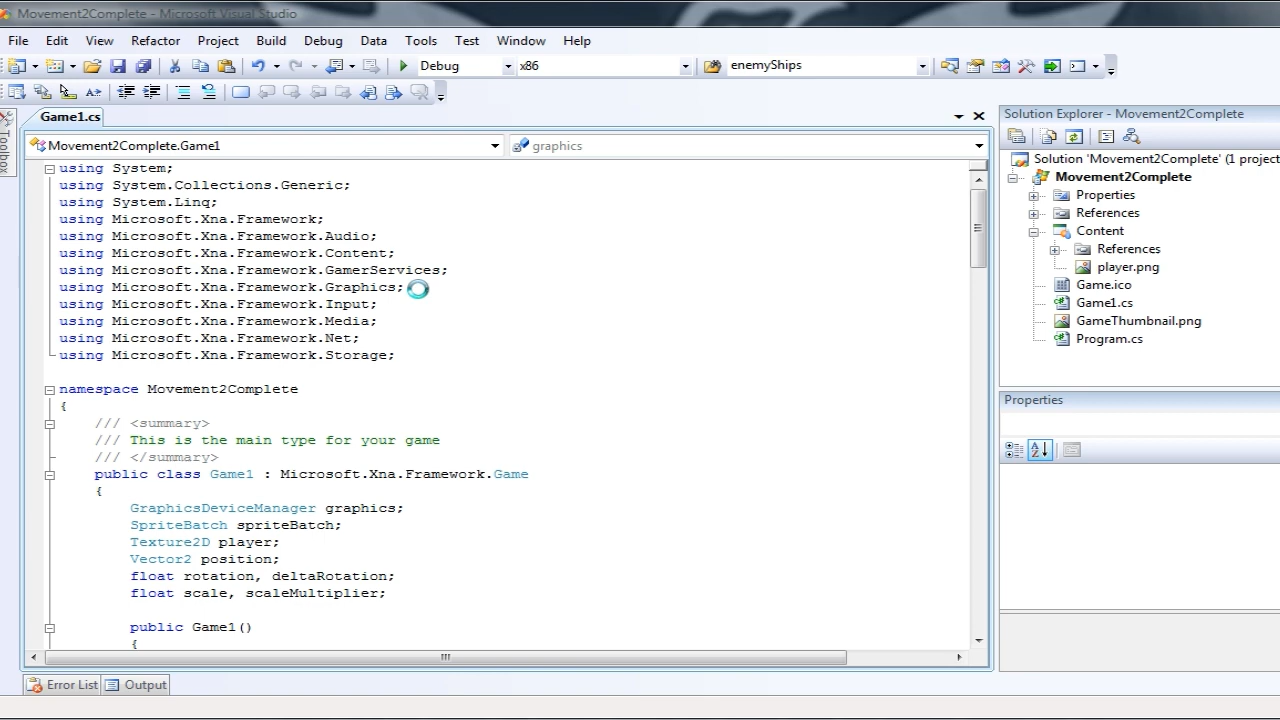 Movement2Complete - Microsoft Visual Studio
File Edit View Refactor Project Build Debug Data Tools Test Window Help
Debug x86 enemyShips
Toolbox
Game1.cs
Movement2Complete.Game1 graphics
using System;
using System.Collections.Generic;
using System.Linq;
using Microsoft.Xna.Framework;
using Microsoft.Xna.Framework.Audio;
using Microsoft.Xna.Framework.Content;
using Microsoft.Xna.Framework.GamerServices;
using Microsoft.Xna.Framework.Graphics;
using Microsoft.Xna.Framework.Input;
using Microsoft.Xna.Framework.Media;
using Microsoft.Xna.Framework.Net;
using Microsoft.Xna.Framework.Storage;
namespace Movement2Complete
{
/// <summary>
/// This is the main type for your game
/// </summary>
public class Game1 : Microsoft.Xna.Framework.Game
{
GraphicsDeviceManager graphics;
SpriteBatch spriteBatch;
Texture2D player;
Vector2 position;
float rotation, deltaRotation;
float scale, scaleMultiplier;
public Game1()
{
Solution Explorer - Movement2Complete
Solution 'Movement2Complete' (1 project
Movement2Complete
Properties
References
Content
References
player.png
Game.ico
Game1.cs
GameThumbnail.png
Program.cs
Properties
Error List Output